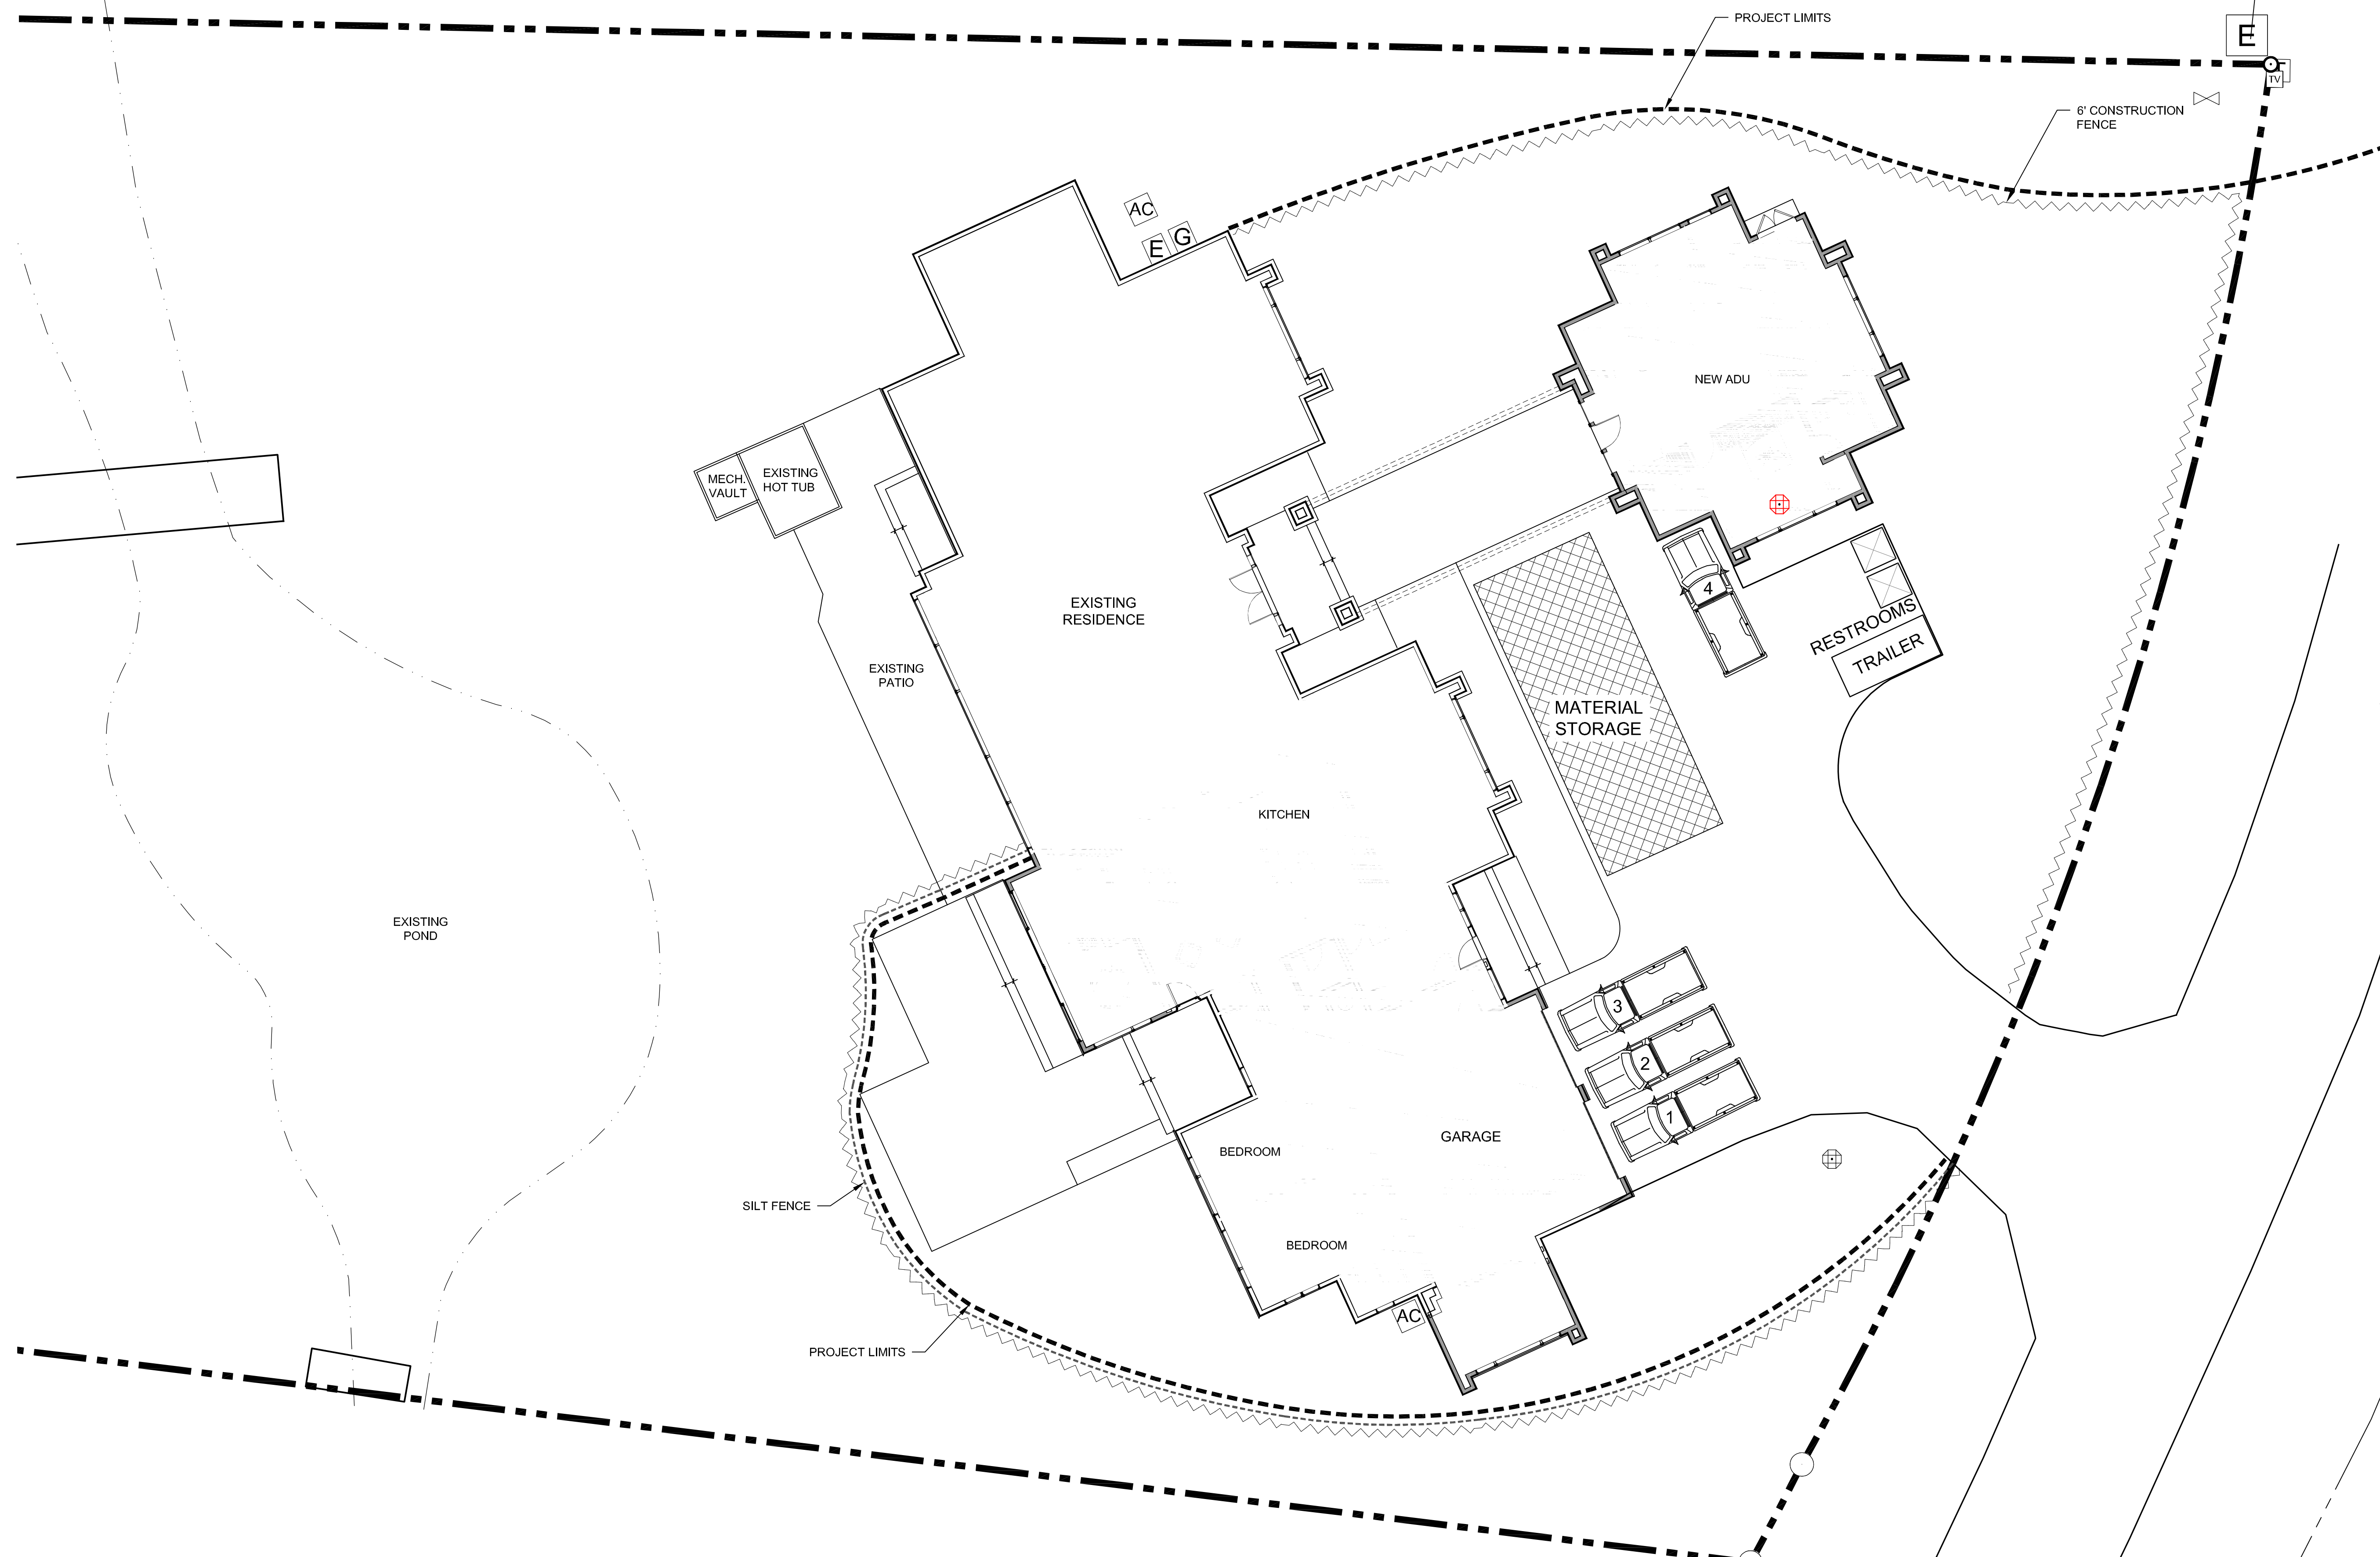 PROJECT LIMITS
E
T
TV
6' CONSTRUCTION
FENCE
AC
E
G
NEW ADU
MECH.
VAULT
EXISTING
HOT TUB
4
EXISTING
RESIDENCE
RESTROOMS
TRAILER
EXISTING
PATIO
MATERIAL
STORAGE
KITCHEN
EXISTING
POND
3
2
1
GARAGE
BEDROOM
SILT FENCE
BEDROOM
AC
PROJECT LIMITS